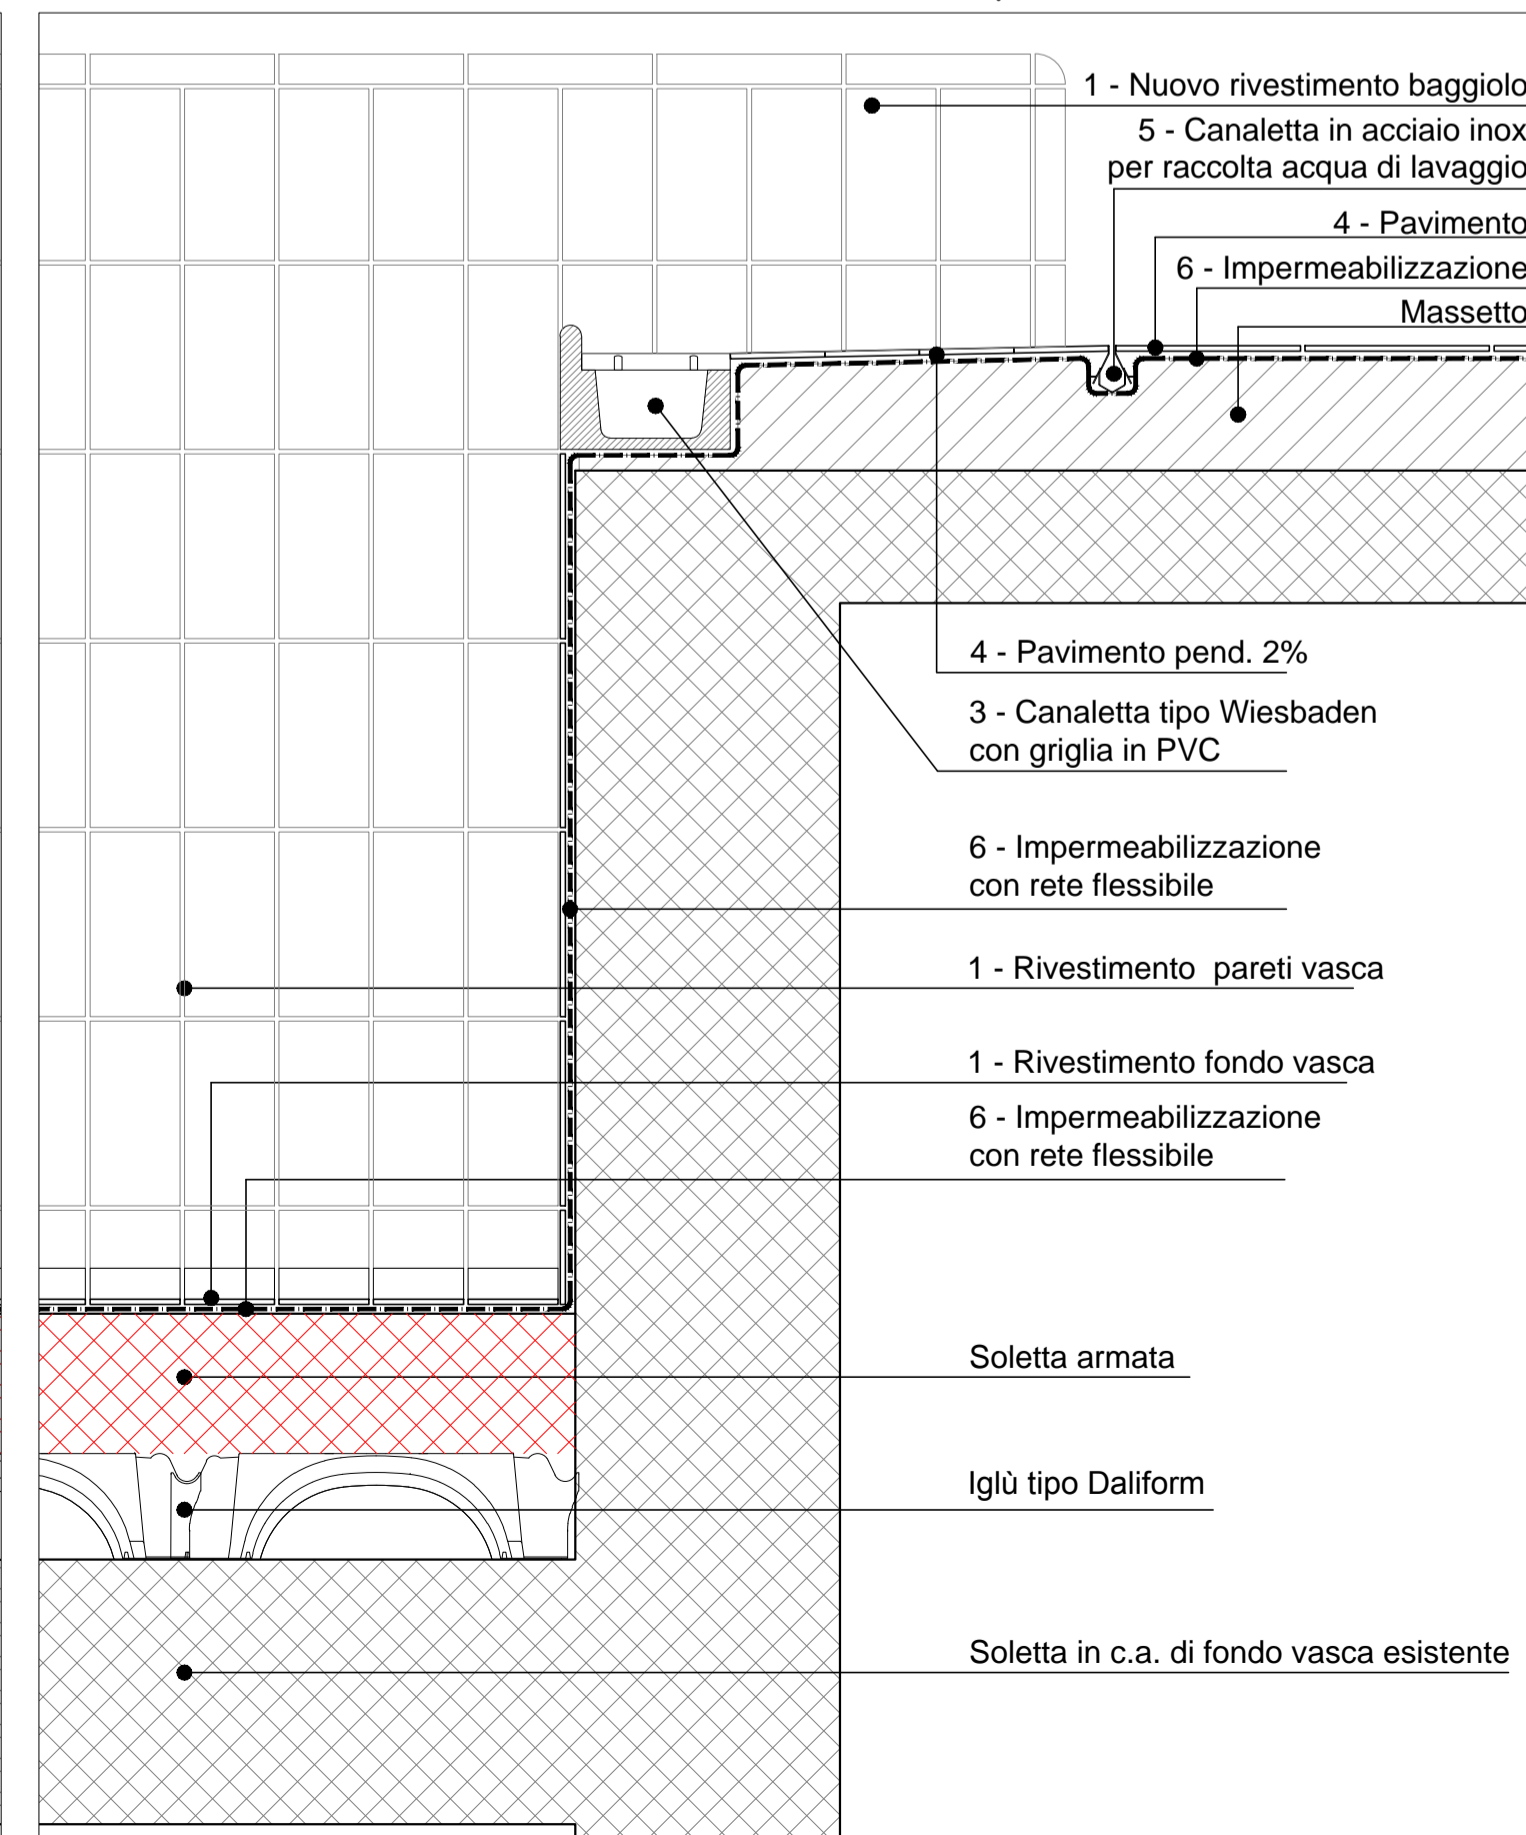 1 - Nuovo rivestimento baggiolo
5 - Canaletta in acciaio inox
per raccolta acqua di lavaggio
4 - Pavimento
6 - Impermeabilizzazione
Massetto
4 - Pavimento pend. 2%
3 - Canaletta tipo Wiesbaden
con griglia in PVC
6 - Impermeabilizzazione
con rete flessibile
1 - Rivestimento pareti vasca
1 - Rivestimento fondo vasca
6 - Impermeabilizzazione
con rete flessibile
Soletta armata
Iglù tipo Daliform
Soletta in c.a. di fondo vasca esistente